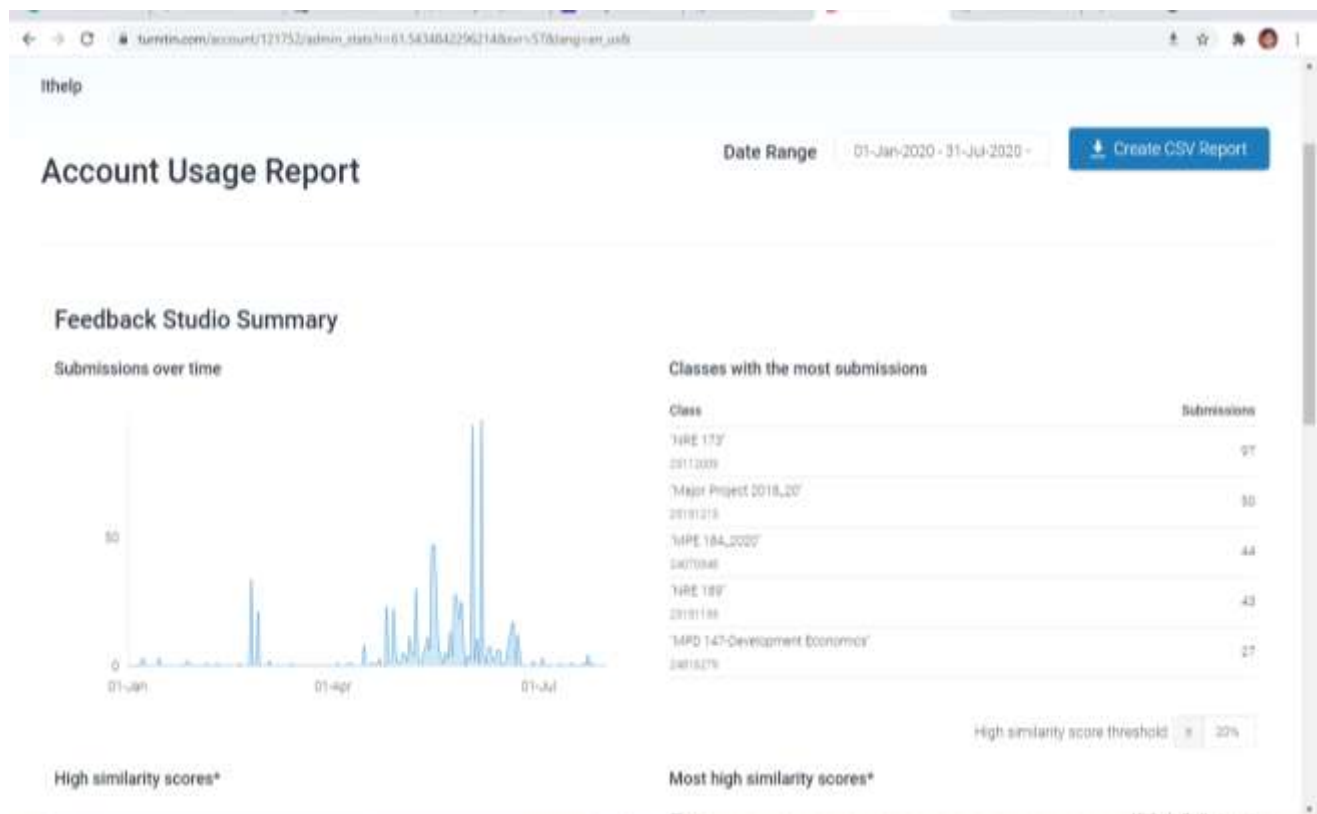 Ithelp
Account Usage Report
Date Range 01-Jan-2020 - 31-Jul-2020 -
Create CSV Report
Feedback Studio Summary
Submissions over time
50
0
01-Jan 01-Apr 01-Jul
Classes with the most submissions
Class Submissions
'NRE 173' 97
'Major Project 2018_20' 50
'MPE 184_2020' 44
'NRE 189' 43
'MPD 147-Development Economics' 27
High similarity score threshold 20%
High similarity scores*
Most high similarity scores*